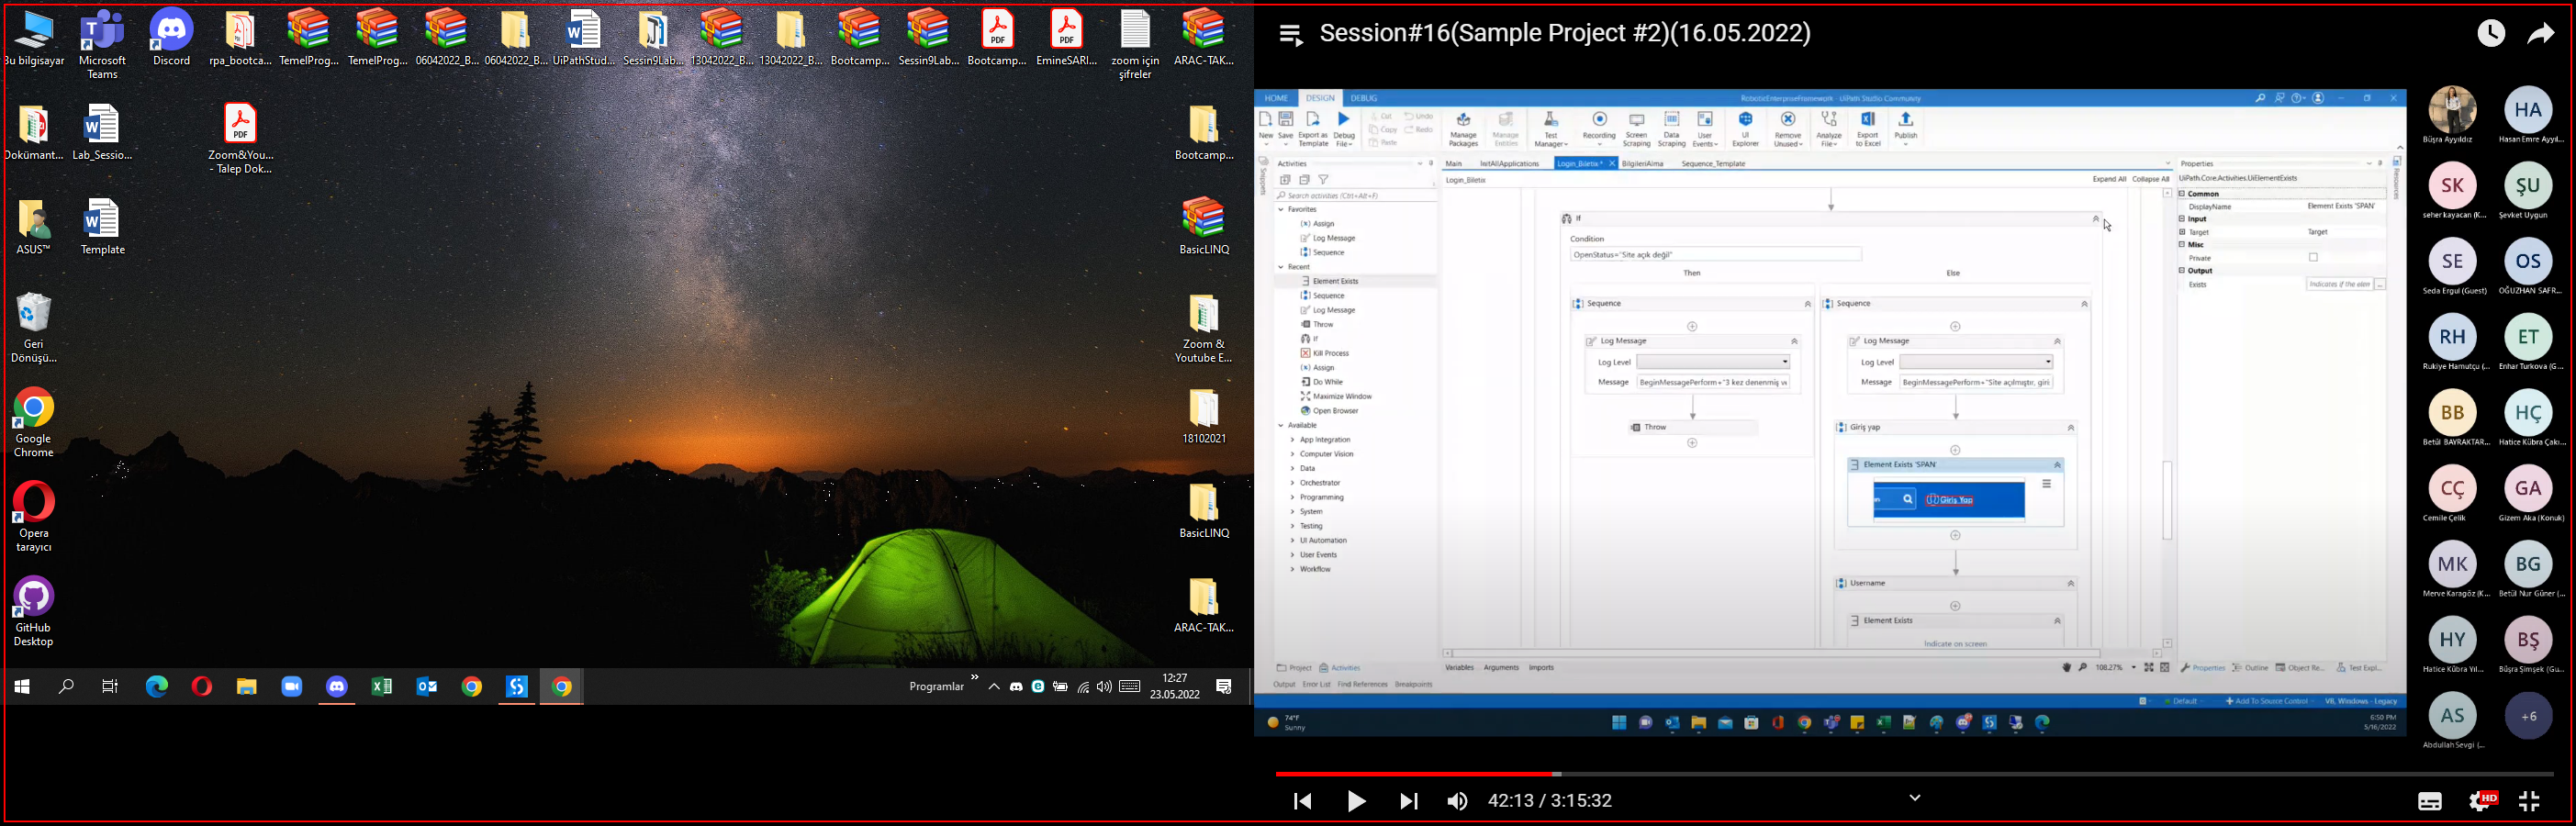 Bu bilgisayar
Microsoft Teams
Discord
rpa_bootca...
TemelProg...
TemelProg...
06042022_B...
06042022_B...
UiPathStud...
Sessin9Lab...
13042022_B...
13042022_B...
Bootcamp...
Sessin9Lab...
Bootcamp...
EmineSARI...
zoom için şifreler
ARAC-TAK...
Dokümant...
Lab_Sessio...
Zoom&You... - Talep Dok...
Bootcamp...
ASUS™
Template
BasicLINQ
Geri Dönüşü...
Zoom & Youtube E...
Google Chrome
18102021
Opera tarayıcı
BasicLINQ
GitHub Desktop
ARAC-TAK...
Programlar
12:27
23.05.2022
Session#16(Sample Project #2)(16.05.2022)
HOME DESIGN DEBUG
RoboticEnterpriseFramework - UiPath Studio Community
New
Save
Export as Template
Debug File
Cut
Copy
Paste
Undo
Redo
Manage Packages
Manage Entities
Test Manager
Recording
Screen Scraping
Data Scraping
User Events
UI Explorer
Remove Unused
Analyze File
Export to Excel
Publish
Snippets
Activities
Search activities (Ctrl+Alt+F)
Favorites
Assign
Log Message
Sequence
Recent
Element Exists
Sequence
Log Message
Throw
If
Kill Process
Assign
Do While
Maximize Window
Open Browser
Available
App Integration
Computer Vision
Data
Orchestrator
Programming
System
Testing
UI Automation
User Events
Workflow
Project Activities
Main InitAllApplications Login_Biletix* BilgileriAlma Sequence_Template
Login_Biletix
Expand All Collapse All
If
Condition
OpenStatus="Site açık değil"
Then Else
Sequence Sequence
Log Message Log Message
Log Level Log Level
Message BeginMessagePerform+"3 kez denenmiş ve
Message BeginMessagePerform+"Site açılmıştır, giri
Throw
Giriş yap
Element Exists 'SPAN'
Giriş Yap
Username
Element Exists
Indicate on screen
Variables Arguments Imports
108.27%
Properties
Resources
UiPath.Core.Activities.UiElementExists
Common
DisplayName Element Exists 'SPAN'
Input
Target Target
Misc
Private
Output
Exists Indicates if the elem ...
Properties Outline Object Re... Test Expl...
Output Error List Find References Breakpoints
Default Add To Source Control VB, Windows - Legacy
74°F
Sunny
6:50 PM
5/16/2022
Büşra Ayyıldız
HA
Hasan Emre Ayyıl...
SK
seher kayacan (K...
ŞU
Şevket Uygun
SE
Seda Ergul (Guest)
OS
OĞUZHAN SAFR...
RH
Rukiye Hamutçu (...
ET
Enhar Turkova (G...
BB
Betül BAYRAKTAR...
HÇ
Hatice Kübra Çakı...
CÇ
Cemile Çelik
GA
Gizem Aka (Konuk)
MK
Merve Karagöz (K...
BG
Betül Nur Güner (...
HY
Hatice Kübra Yıl...
BŞ
Büşra Şimşek (Gu...
AS
Abdullah Sevgi (...
+6
42:13 / 3:15:32
HD